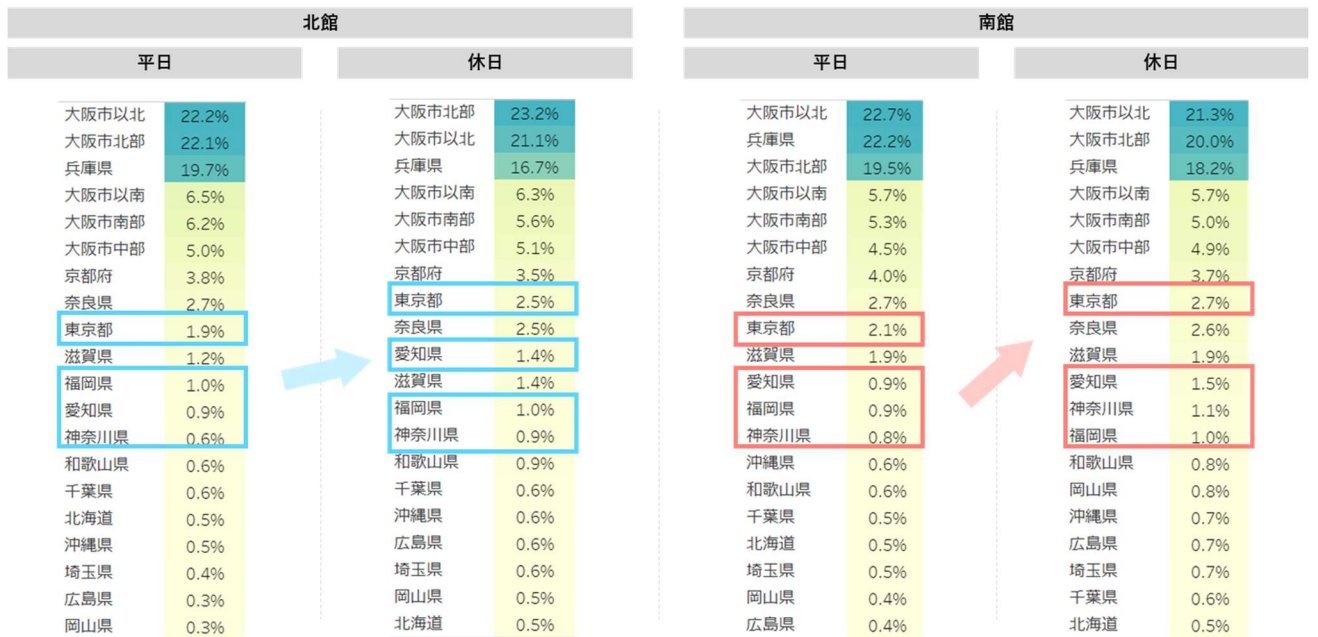 北館
平日
大阪市以北 22.2%
大阪市北部 22.1%
兵庫県 19.7%
大阪市以南 6.5%
大阪市南部 6.2%
大阪市中部 5.0%
京都府 3.8%
奈良県 2.7%
東京都 1.9%
滋賀県 1.2%
福岡県 1.0%
愛知県 0.9%
神奈川県 0.6%
和歌山県 0.6%
千葉県 0.6%
北海道 0.5%
沖縄県 0.5%
埼玉県 0.4%
広島県 0.3%
岡山県 0.3%
休日
大阪市北部 23.2%
大阪市以北 21.1%
兵庫県 16.7%
大阪市以南 6.3%
大阪市南部 5.6%
大阪市中部 5.1%
京都府 3.5%
東京都 2.5%
奈良県 2.5%
愛知県 1.4%
滋賀県 1.4%
福岡県 1.0%
神奈川県 0.9%
和歌山県 0.9%
千葉県 0.6%
沖縄県 0.6%
広島県 0.6%
埼玉県 0.6%
岡山県 0.5%
北海道 0.5%
南館
平日
大阪市以北 22.7%
兵庫県 22.2%
大阪市北部 19.5%
大阪市以南 5.7%
大阪市南部 5.3%
大阪市中部 4.5%
京都府 4.0%
奈良県 2.7%
東京都 2.1%
滋賀県 1.9%
愛知県 0.9%
福岡県 0.9%
神奈川県 0.8%
沖縄県 0.6%
和歌山県 0.6%
千葉県 0.5%
北海道 0.5%
埼玉県 0.5%
岡山県 0.4%
広島県 0.4%
休日
大阪市以北 21.3%
大阪市北部 20.0%
兵庫県 18.2%
大阪市以南 5.7%
大阪市南部 5.0%
大阪市中部 4.9%
京都府 3.7%
東京都 2.7%
奈良県 2.6%
滋賀県 1.9%
愛知県 1.5%
神奈川県 1.1%
福岡県 1.0%
和歌山県 0.8%
岡山県 0.8%
沖縄県 0.7%
広島県 0.7%
埼玉県 0.7%
千葉県 0.6%
北海道 0.5%